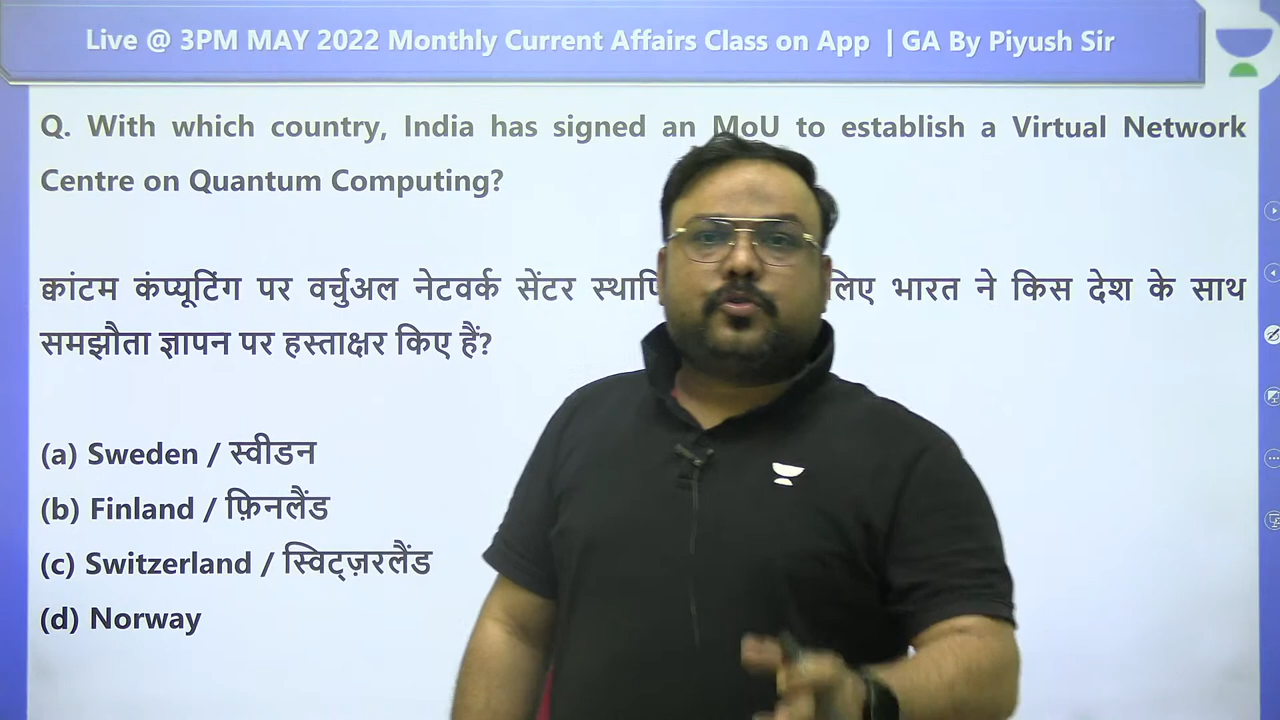 Live @ 3PM MAY 2022 Monthly Current Affairs Class on App | GA By Piyush Sir
Q. With which country, India has signed an MoU to establish a Virtual Network
Centre on Quantum Computing?
क्वांटम कंप्यूटिंग पर वर्चुअल नेटवर्क सेंटर लिए भारत ने किस देश के साथ
समझौता ज्ञापन पर हस्ताक्षर किए हैं?
(a) Sweden / स्वीडन
(b) Finland / फ़िनलैंड
(c) Switzerland / स्विट्ज़रलैंड
(d) Norway